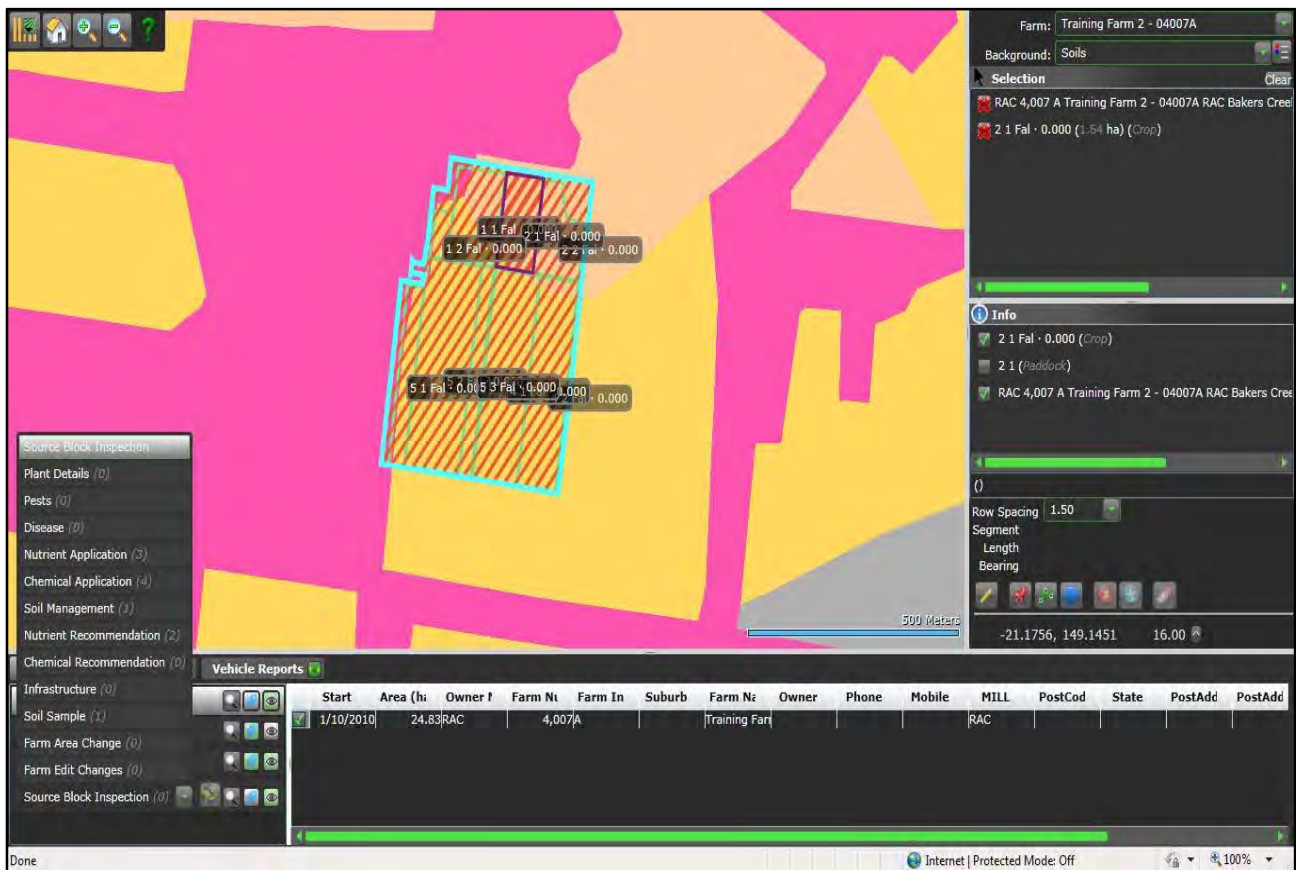 Farm: Training Farm 2 - 04007A
Background: Soils
Selection Clear
RAC 4,007 A Training Farm 2 - 04007A RAC Bakers Cree
2 1 Fal · 0.000 (1.54 ha) (Crop)
1 1 Fal
2 1 Fal · 0.000
1 2 Fal · 0.000
2 2 Fal · 0.000
5 1 Fal · 0.00
5 3 Fal · 0.000
0.000
· 0.000
Info
2 1 Fal · 0.000 (Crop)
2 1 (Paddock)
RAC 4,007 A Training Farm 2 - 04007A RAC Bakers Cree
()
Row Spacing 1.50
Segment
Length
Bearing
500 Meters
-21.1756, 149.1451 16.00
Source Block Inspection
Plant Details (0)
Pests (0)
Disease (0)
Nutrient Application (3)
Chemical Application (4)
Soil Management (1)
Nutrient Recommendation (2)
Chemical Recommendation (0)
Infrastructure (0)
Soil Sample (1)
Farm Area Change (0)
Farm Edit Changes (0)
Source Block Inspection (0)
Vehicle Reports
Start Area (ha Owner N Farm Nu Farm In Suburb Farm Na Owner Phone Mobile MILL PostCod State PostAdd PostAdd
1/10/2010 24.83 RAC 4,007 A Training Farn RAC
Done Internet | Protected Mode: Off 100%